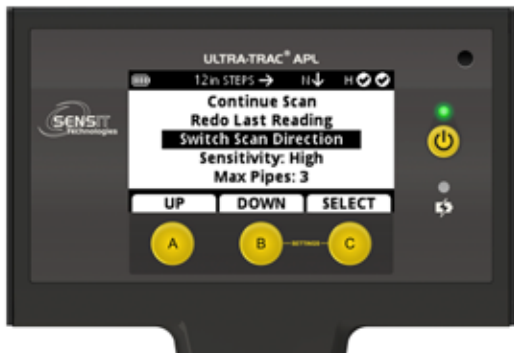 ULTRA-TRAC® APL
12in STEPS → N↓ H
SENSIT
Technologies
Continue Scan
Redo Last Reading
Switch Scan Direction
Sensitivity: High
Max Pipes: 3
UP DOWN SELECT
A B SETTINGS C